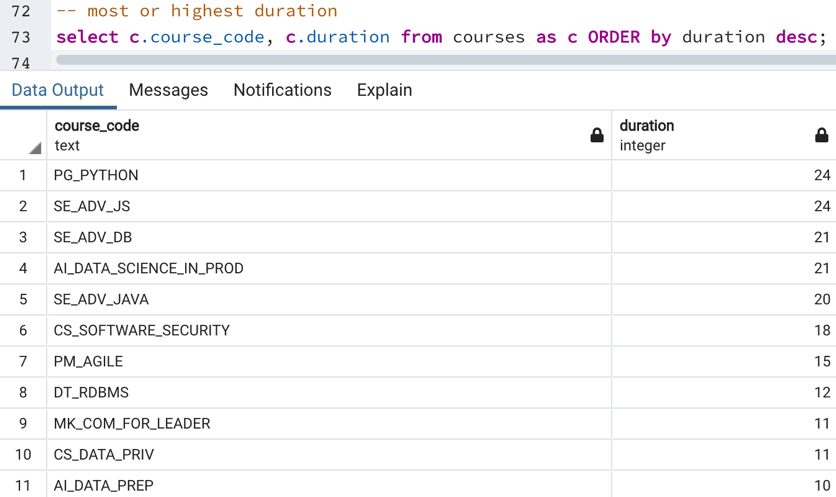 72 -- most or highest duration
73 select c.course_code, c.duration from courses as c ORDER by duration desc;
74
Data Output Messages Notifications Explain
course_code duration
text integer
1 PG_PYTHON 24
2 SE_ADV_JS 24
3 SE_ADV_DB 21
4 AI_DATA_SCIENCE_IN_PROD 21
5 SE_ADV_JAVA 20
6 CS_SOFTWARE_SECURITY 18
7 PM_AGILE 15
8 DT_RDBMS 12
9 MK_COM_FOR_LEADER 11
10 CS_DATA_PRIV 11
11 AI_DATA_PREP 10